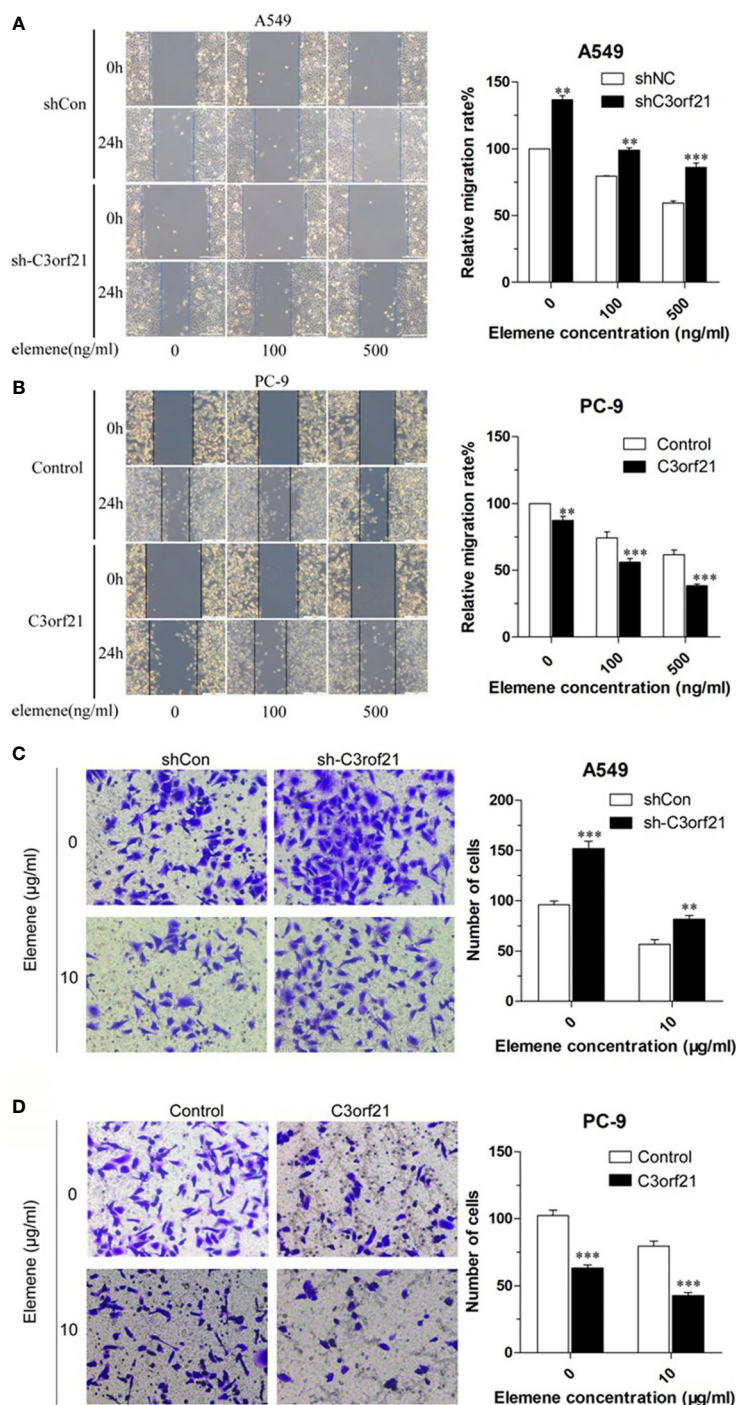 A
A549
shCon
0h
24h
sh-C3orf21
0h
24h
elemene(ng/ml) 0 100 500
A549
shNC
shC3orf21
Relative migration rate%
150
100
50
0
** ** ***
0 100 500
Elemene concentration (ng/ml)
B
PC-9
Control
0h
24h
C3orf21
0h
24h
elemene(ng/ml) 0 100 500
PC-9
Control
C3orf21
Relative migration rate%
150
100
50
0
** *** ***
0 100 500
Elemene concentration (ng/ml)
C
shCon sh-C3rof21
Elemene (µg/ml)
0
10
A549
shCon
sh-C3orf21
Number of cells
200
150
100
50
0
*** **
0 10
Elemene concentration (µg/ml)
D
Control C3orf21
Elemene (µg/ml)
0
10
PC-9
Control
C3orf21
Number of cells
150
100
50
0
*** ***
0 10
Elemene concentration (µg/ml)